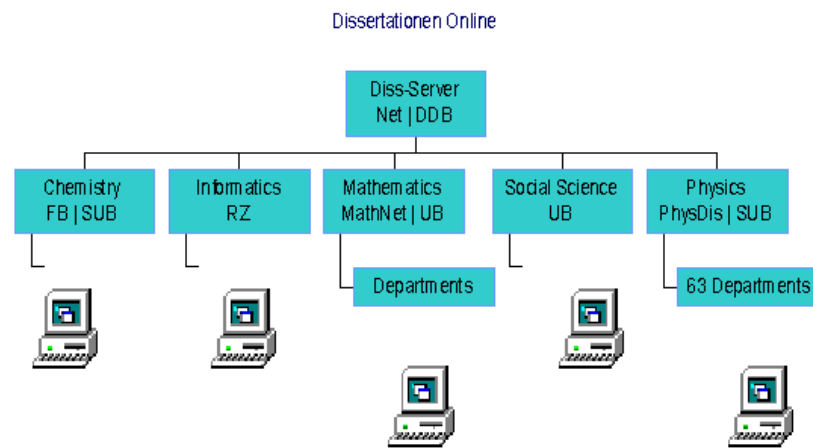 Dissertationen Online
Diss-Server
Net | DDB
Chemistry
FB | SUB
Informatics
RZ
Mathematics
MathNet | UB
Social Science
UB
Physics
PhysDis | SUB
Departments
63 Departments